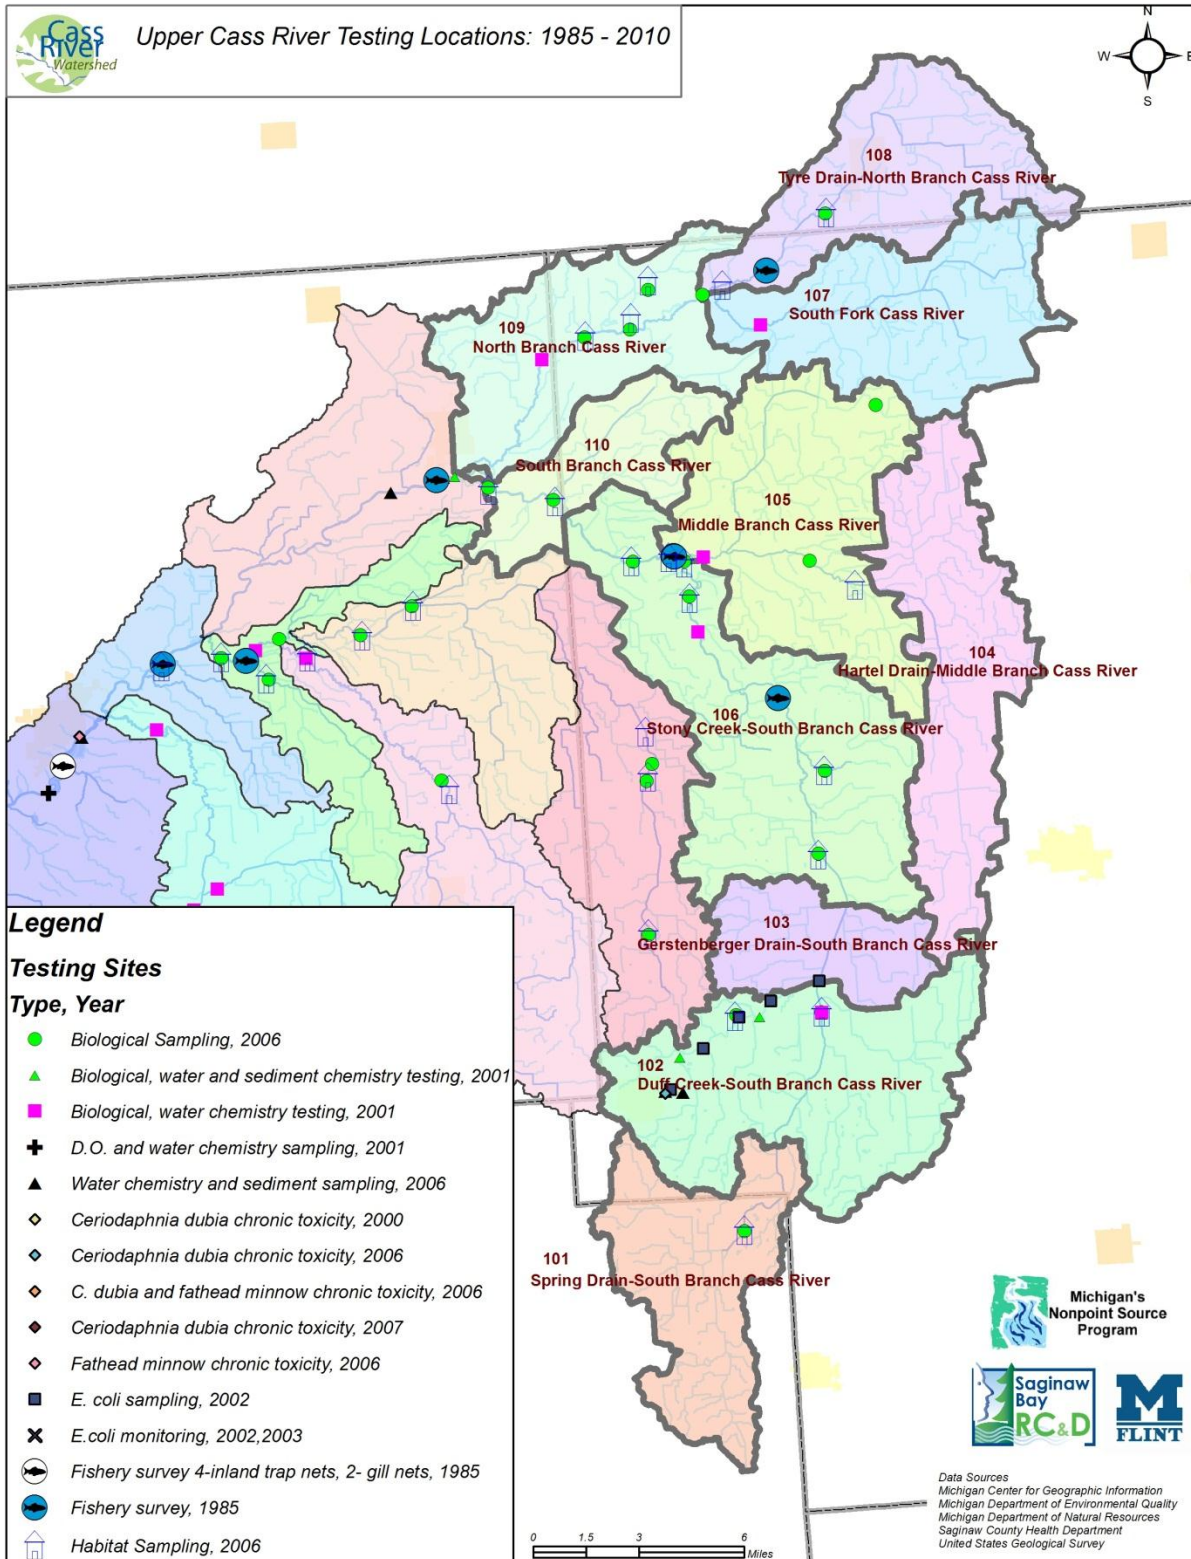 Cass
River
Watershed
Upper Cass River Testing Locations: 1985 - 2010
N
W
E
S
108
Tyre Drain-North Branch Cass River
107
South Fork Cass River
109
North Branch Cass River
110
South Branch Cass River
105
Middle Branch Cass River
104
Hartel Drain-Middle Branch Cass River
106
Stony Creek-South Branch Cass River
103
Gerstenberger Drain-South Branch Cass River
102
Duff Creek-South Branch Cass River
101
Spring Drain-South Branch Cass River
Legend
Testing Sites
Type, Year
Biological Sampling, 2006
Biological, water and sediment chemistry testing, 2001
Biological, water chemistry testing, 2001
D.O. and water chemistry sampling, 2001
Water chemistry and sediment sampling, 2006
Ceriodaphnia dubia chronic toxicity, 2000
Ceriodaphnia dubia chronic toxicity, 2006
C. dubia and fathead minnow chronic toxicity, 2006
Ceriodaphnia dubia chronic toxicity, 2007
Fathead minnow chronic toxicity, 2006
E. coli sampling, 2002
E.coli monitoring, 2002,2003
Fishery survey 4-inland trap nets, 2- gill nets, 1985
Fishery survey, 1985
Habitat Sampling, 2006
0 1.5 3 6
Miles
Michigan's
Nonpoint Source
Program
Saginaw
Bay
RC&D
M
FLINT
Data Sources
Michigan Center for Geographic Information
Michigan Department of Environmental Quality
Michigan Department of Natural Resources
Saginaw County Health Department
United States Geological Survey